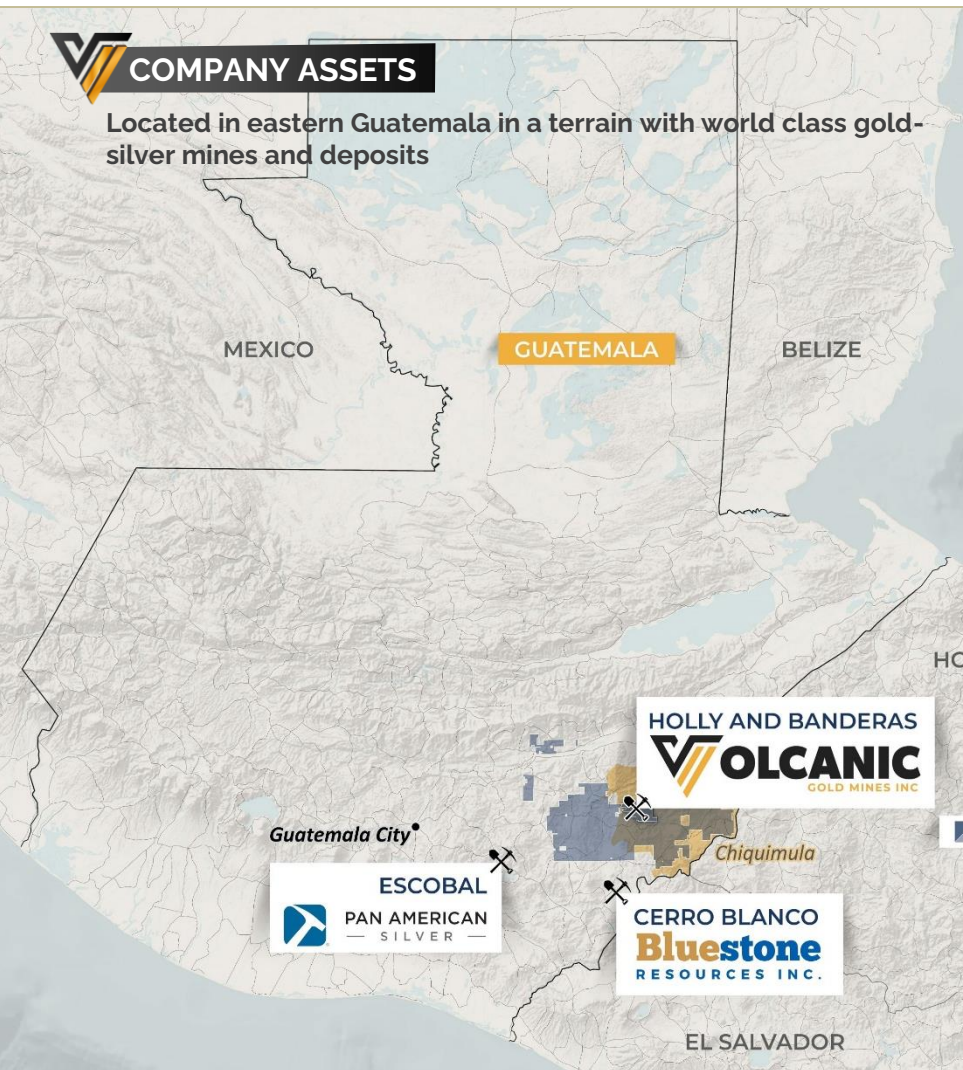 COMPANY ASSETS
Located in eastern Guatemala in a terrain with world class gold-
silver mines and deposits
MEXICO
GUATEMALA
BELIZE
HO
HOLLY AND BANDERAS
VOLCANIC
GOLD MINES INC
Guatemala City
Chiquimula
ESCOBAL
PAN AMERICAN
SILVER
CERRO BLANCO
Bluestone
RESOURCES INC.
EL SALVADOR